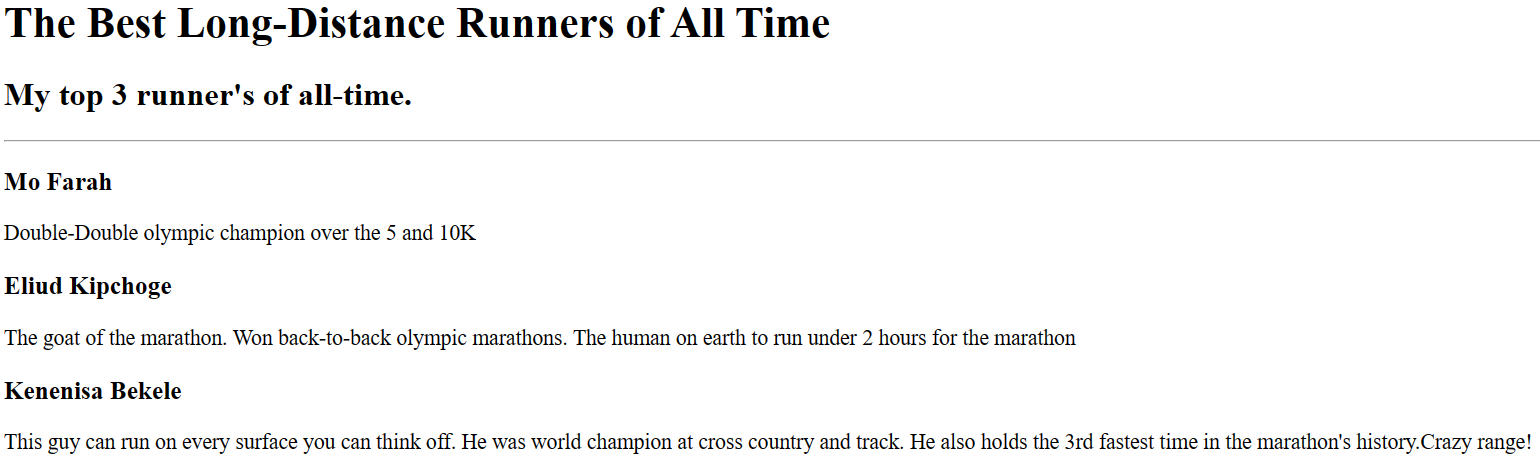 The Best Long-Distance Runners of All Time
My top 3 runner's of all-time.
Mo Farah
Double-Double olympic champion over the 5 and 10K
Eliud Kipchoge
The goat of the marathon. Won back-to-back olympic marathons. The human on earth to run under 2 hours for the marathon
Kenenisa Bekele
This guy can run on every surface you can think off. He was world champion at cross country and track. He also holds the 3rd fastest time in the marathon's history.Crazy range!